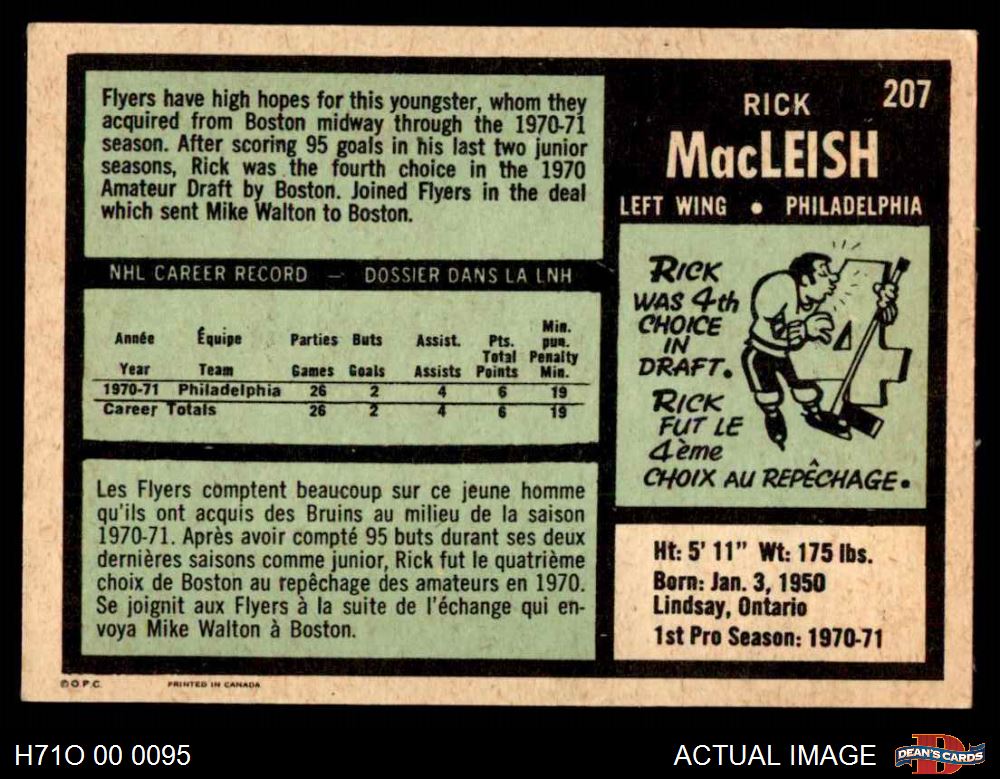 Flyers have high hopes for this youngster, whom they
acquired from Boston midway through the 1970-71
season. After scoring 95 goals in his last two junior
seasons, Rick was the fourth choice in the 1970
Amateur Draft by Boston. Joined Flyers in the deal
which sent Mike Walton to Boston.
NHL CAREER RECORD — DOSSIER DANS LA LNH
Année Équipe Parties Buts Assist. Pts. Min. pun.
Year Team Games Goals Assists Total Points Penalty Min.
1970-71 Philadelphia 26 2 4 6 19
Career Totals 26 2 4 6 19
Les Flyers comptent beaucoup sur ce jeune homme
qu'ils ont acquis des Bruins au milieu de la saison
1970-71. Après avoir compté 95 buts durant ses deux
dernières saisons comme junior, Rick fut le quatrième
choix de Boston au repêchage des amateurs en 1970.
Se joignit aux Flyers à la suite de l'échange qui en-
voya Mike Walton à Boston.
207
RICK
MacLEISH
LEFT WING • PHILADELPHIA
RICK
WAS 4th
CHOICE
IN
DRAFT.
RICK
FUT LE
4ème
CHOIX AU REPÊCHAGE.
4
Ht: 5' 11" Wt: 175 lbs.
Born: Jan. 3, 1950
Lindsay, Ontario
1st Pro Season: 1970-71
© O.P.C. PRINTED IN CANADA
H71O 00 0095
ACTUAL IMAGE
D
DEAN'S CARDS